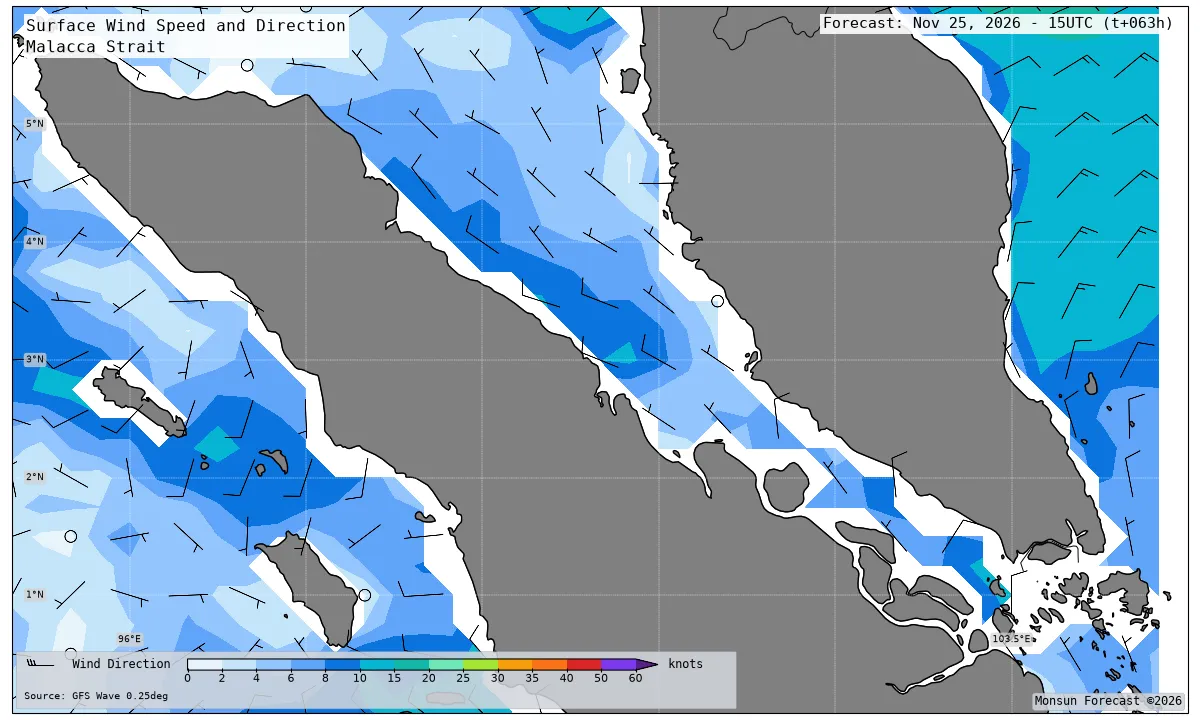 Surface Wind Speed and Direction
Malacca Strait
Forecast: Nov 25, 2026 - 15UTC (t+063h)
5°N
4°N
3°N
2°N
1°N
96°E
103.5°E
Wind Direction
knots
0 2 4 6 8 10 15 20 25 30 35 40 50 60
Source: GFS Wave 0.25deg
Monsun Forecast ©2026